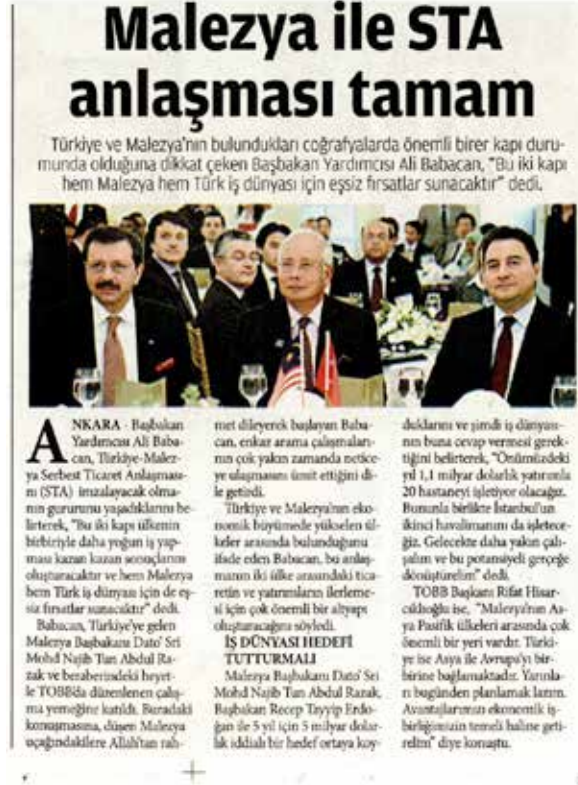 Malezya ile STA
anlaşması tamam
Türkiye ve Malezya'nın bulundukları coğrafyalarda önemli birer kapı duru-
munda olduğuna dikkat çeken Başbakan Yardımcısı Ali Babacan, "Bu iki kapı
hem Malezya hem Türk iş dünyası için eşsiz fırsatlar sunacaktır" dedi.
ANKARA - Başbakan
Yardımcısı Ali Baba-
can, Türkiye-Malez-
ya Serbest Ticaret Anlaşması-
nı (STA) imzalayacak olma-
nın gururunu yaşadıklarını be-
lirterek, "Bu iki kapı ülkenin
birbiriyle daha yoğun iş yap-
ması kazan kazan sonuçlarını
oluşturacaktır ve hem Malezya
hem Türk iş dünyası için de eş-
siz fırsatlar sunacaktır" dedi.
Babacan, Türkiye'ye gelen
Malezya Başbakanı Dato' Sri
Mohd Najib Tun Abdul Ra-
zak ve beraberindeki heyet-
le TOBB'da düzenlenen çalış-
ma yemeğine katıldı. Buradaki
konuşmasına, düşen Malezya
uçağındakilere Allah'tan rah-
met dileyerek başlayan Baba-
can, enkaz arama çalışmaları-
nın çok yakın zamanda netice-
ye ulaşmasını ümit ettiğini di-
le getirdi.
Türkiye ve Malezya'nın eko-
nomik büyümede yükselen ül-
keler arasında bulunduğunu
ifade eden Babacan, bu anlaş-
manın iki ülke arasındaki tica-
retin ve yatırımların ilerleme-
si için çok önemli bir altyapı
oluşturacağını söyledi.
İŞ DÜNYASI HEDEFİ
TUTTURMALI
Malezya Başbakanı Dato' Sri
Mohd Najib Tun Abdul Razak,
Başbakan Recep Tayyip Erdo-
ğan ile 5 yıl için 5 milyar dolar-
lık iddialı bir hedef ortaya koy-
duklarını ve şimdi iş dünyası-
nın buna cevap vermesi gerek-
tiğini belirterek, "Önümüzdeki
yıl 1,1 milyar dolarlık yatırımla
20 hastaneyi işletiyor olacağız.
Bununla birlikte İstanbul'un
ikinci havalimanını da işletece-
ğiz. Gelecekte daha yakın çalı-
şalım ve bu potansiyeli gerçeğe
dönüştürelim" dedi.
TOBB Başkanı Rifat Hisar-
cıklıoğlu ise, "Malezya'nın As-
ya Pasifik ülkeleri arasında çok
önemli bir yeri vardır. Türki-
ye ise Asya ile Avrupa'yı bir-
birine bağlamaktadır. Yarınla-
rı bugünden planlamak lazım.
Avantajlarımızı ekonomik iş-
birliğimizin temeli haline geti-
relim" diye konuştu.